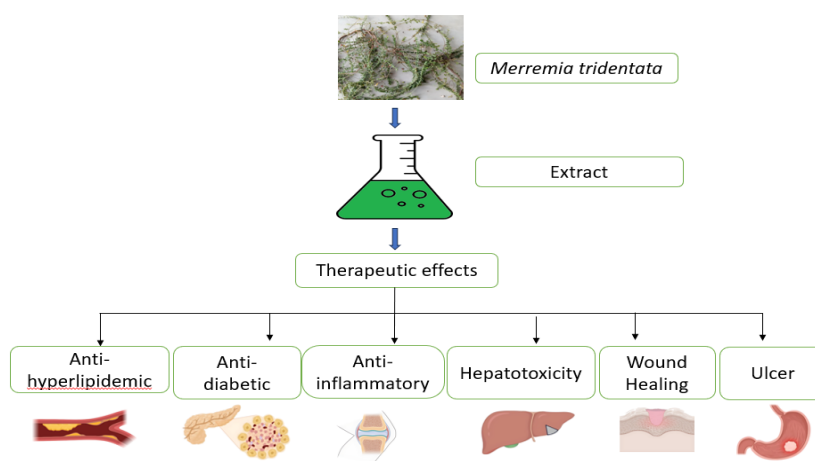 Merremia tridentata
Extract
Therapeutic effects
Anti-
hyperlipidemic
Anti-
diabetic
Anti-
inflammatory
Hepatotoxicity
Wound
Healing
Ulcer